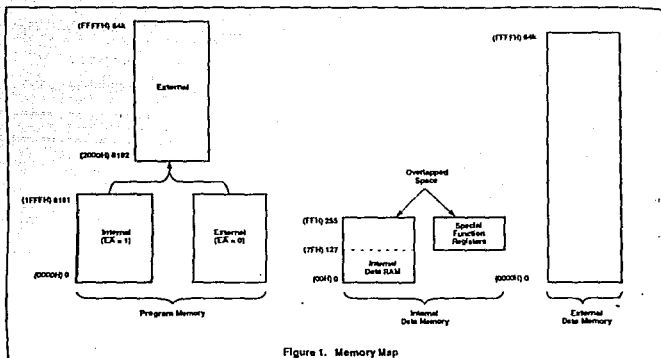 (FFFFH) 64k
External
(2000H) 8192
(1FFFH) 8191
Internal
(EA = 1)
External
(EA = 0)
(0000H) 0
Program Memory
Overlapped
Space
(FFH) 255
(7FH) 127
Internal
Data RAM
(00H) 0
Special
Function
Registers
Internal
Data Memory
(FFFFH) 64k
(0000H) 0
External
Data Memory
Figure 1. Memory Map